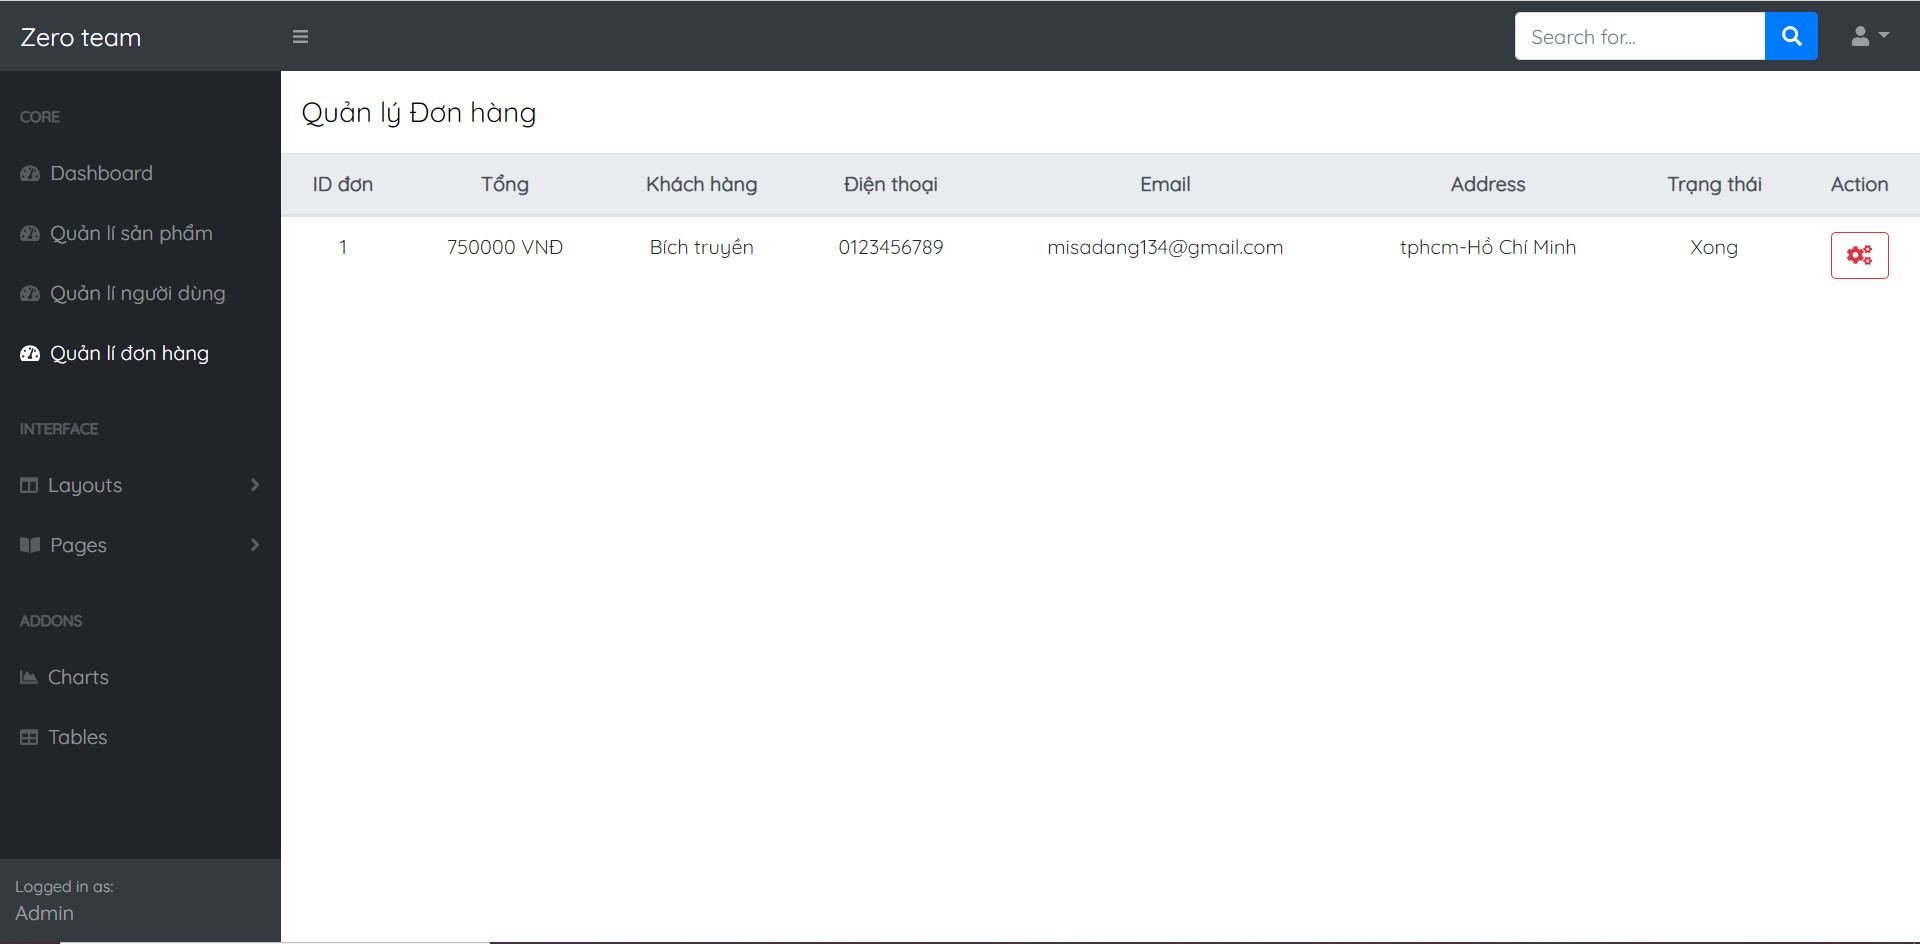 Zero team
Search for...
CORE
Dashboard
Quản lí sản phẩm
Quản lí người dùng
Quản lí đơn hàng
INTERFACE
Layouts
Pages
ADDONS
Charts
Tables
Logged in as:
Admin
Quản lý Đơn hàng
ID đơn Tổng Khách hàng Điện thoại Email Address Trạng thái Action
1 750000 VNĐ Bích truyền 0123456789 misadang134@gmail.com tphcm-Hồ Chí Minh Xong